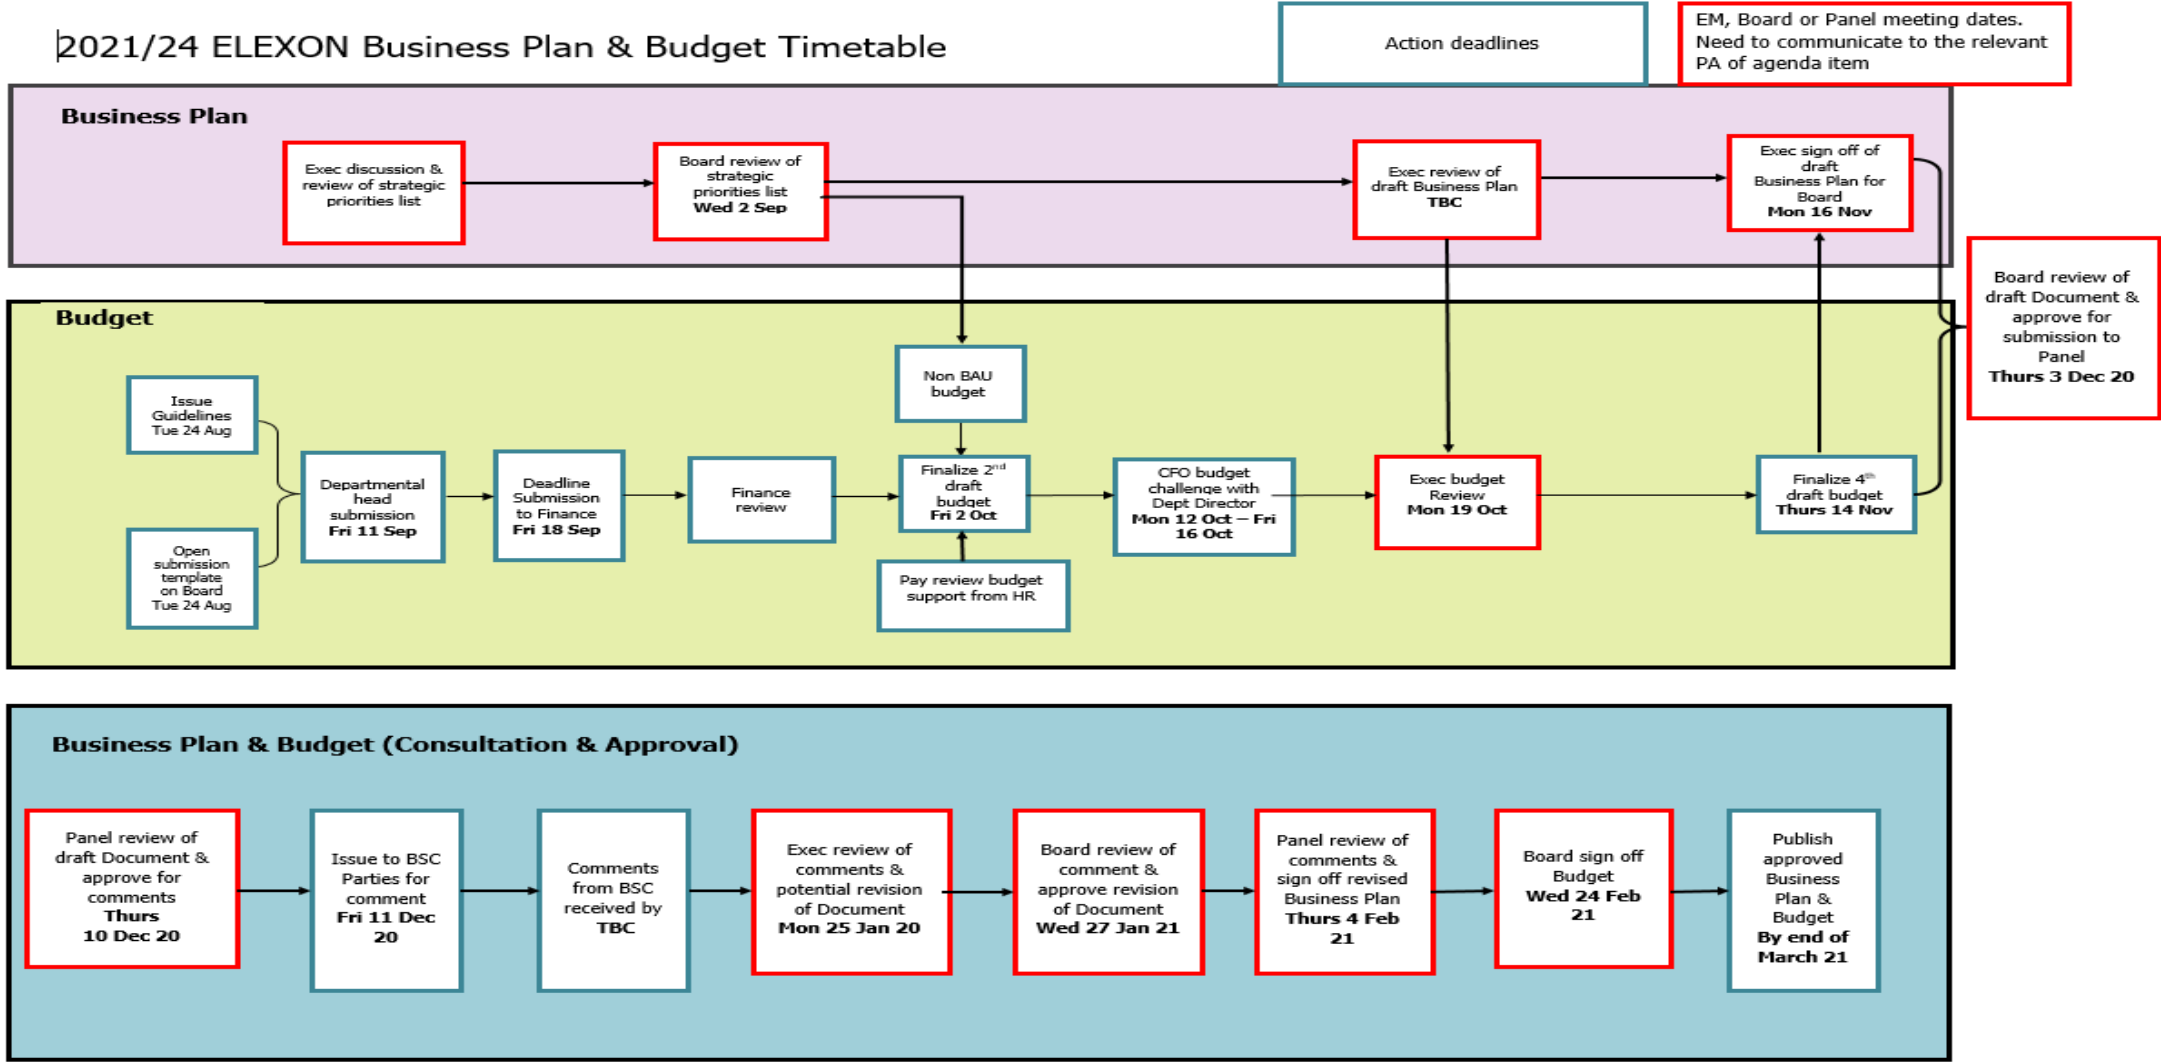 2021/24 ELEXON Business Plan & Budget Timetable
Action deadlines
EM, Board or Panel meeting dates.
Need to communicate to the relevant
PA of agenda item
Business Plan
Exec discussion &
review of strategic
priorities list
Board review of
strategic
priorities list
Wed 2 Sep
Exec review of
draft Business Plan
TBC
Exec sign off of
draft
Business Plan for
Board
Mon 16 Nov
Board review of
draft Document &
approve for
submission to
Panel
Thurs 3 Dec 20
Budget
Issue
Guidelines
Tue 24 Aug
Open
submission
template
on Board
Tue 24 Aug
Departmental
head
submission
Fri 11 Sep
Deadline
Submission
to Finance
Fri 18 Sep
Finance
review
Non BAU
budget
Finalize 2nd
draft
budget
Fri 2 Oct
Pay review budget
support from HR
CFO budget
challenge with
Dept Director
Mon 12 Oct – Fri
16 Oct
Exec budget
Review
Mon 19 Oct
Finalize 4th
draft budget
Thurs 14 Nov
Business Plan & Budget (Consultation & Approval)
Panel review of
draft Document &
approve for
comments
Thurs
10 Dec 20
Issue to BSC
Parties for
comment
Fri 11 Dec
20
Comments
from BSC
received by
TBC
Exec review of
comments &
potential revision
of Document
Mon 25 Jan 20
Board review of
comment &
approve revision
of Document
Wed 27 Jan 21
Panel review of
comments &
sign off revised
Business Plan
Thurs 4 Feb
21
Board sign off
Budget
Wed 24 Feb
21
Publish
approved
Business
Plan &
Budget
By end of
March 21